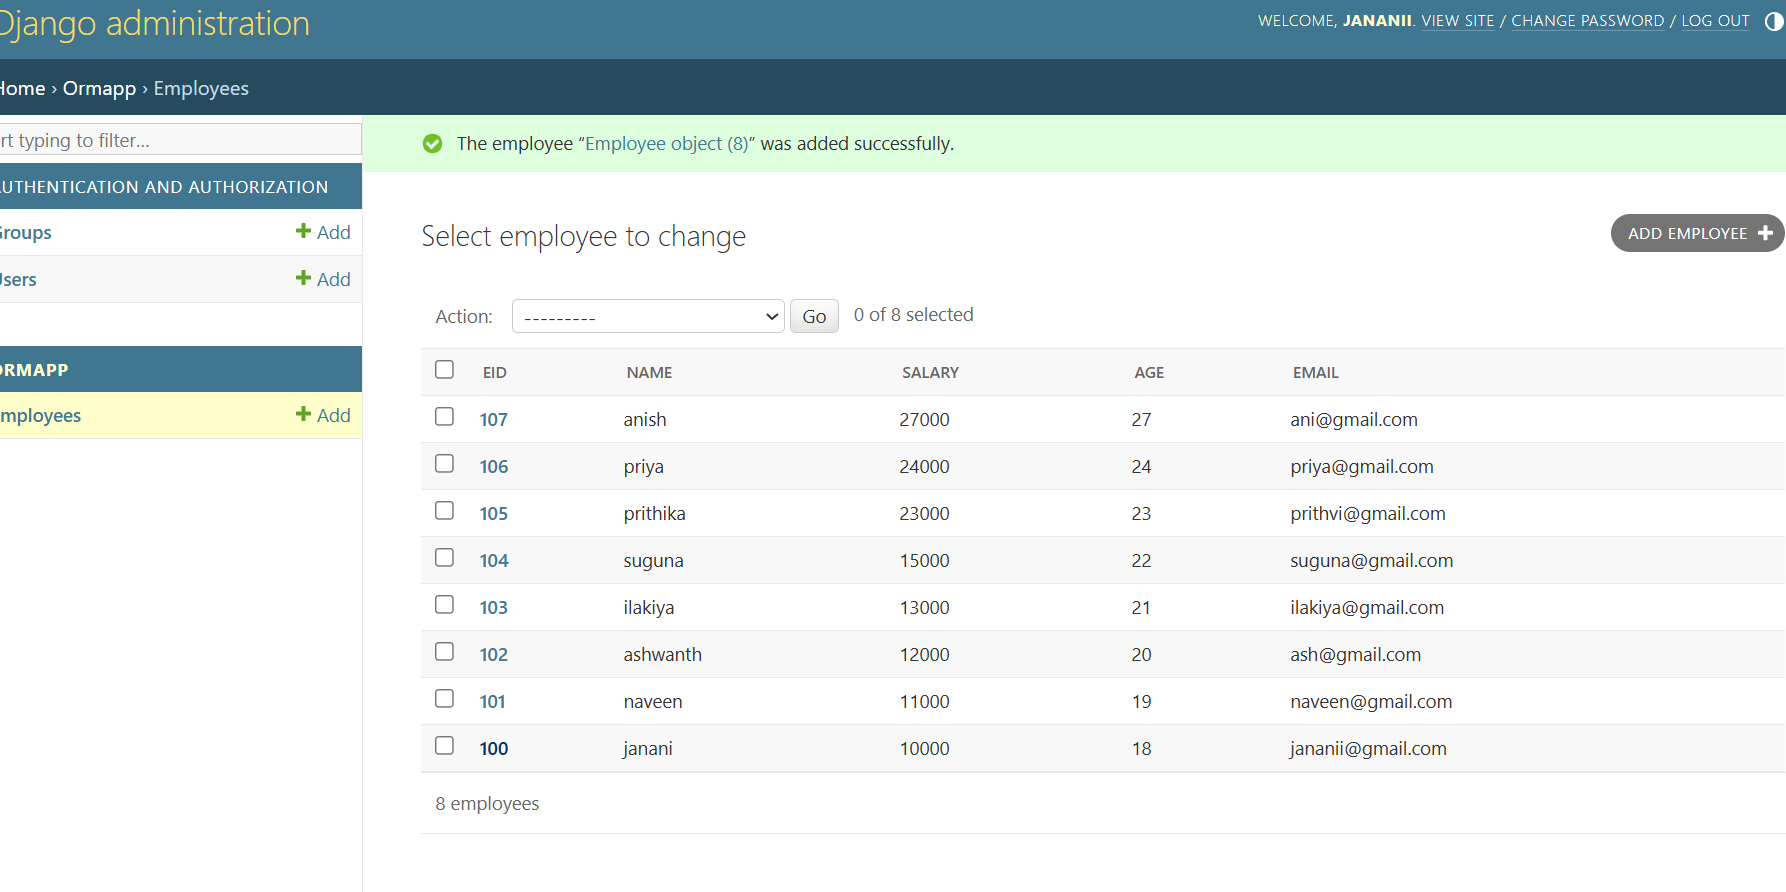 Django administration
WELCOME, JANANII. VIEW SITE / CHANGE PASSWORD / LOG OUT
Home › Ormapp › Employees
rt typing to filter...
AUTHENTICATION AND AUTHORIZATION
Groups + Add
Users + Add
ORMAPP
Employees + Add
The employee “Employee object (8)” was added successfully.
Select employee to change
ADD EMPLOYEE +
Action: --------- Go 0 of 8 selected
EID NAME SALARY AGE EMAIL
107 anish 27000 27 ani@gmail.com
106 priya 24000 24 priya@gmail.com
105 prithika 23000 23 prithvi@gmail.com
104 suguna 15000 22 suguna@gmail.com
103 ilakiya 13000 21 ilakiya@gmail.com
102 ashwanth 12000 20 ash@gmail.com
101 naveen 11000 19 naveen@gmail.com
100 janani 10000 18 jananii@gmail.com
8 employees